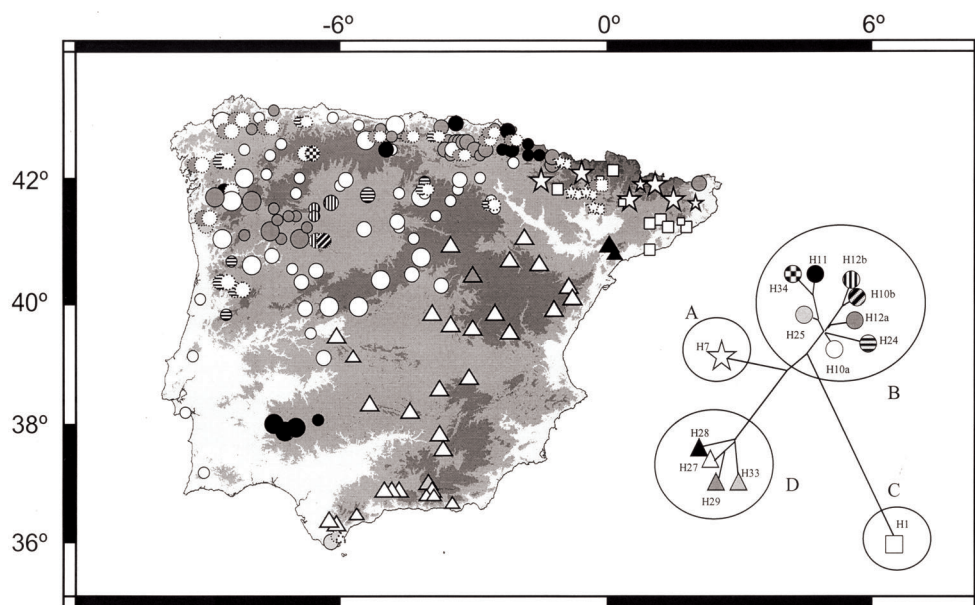 -6º 0º 6º
42º
40º
38º
36º
H34 H11 H12b
H10b
H12a
H25
H24
H10a
A
H7
B
H28
H27
H33
H29
D
C
H1